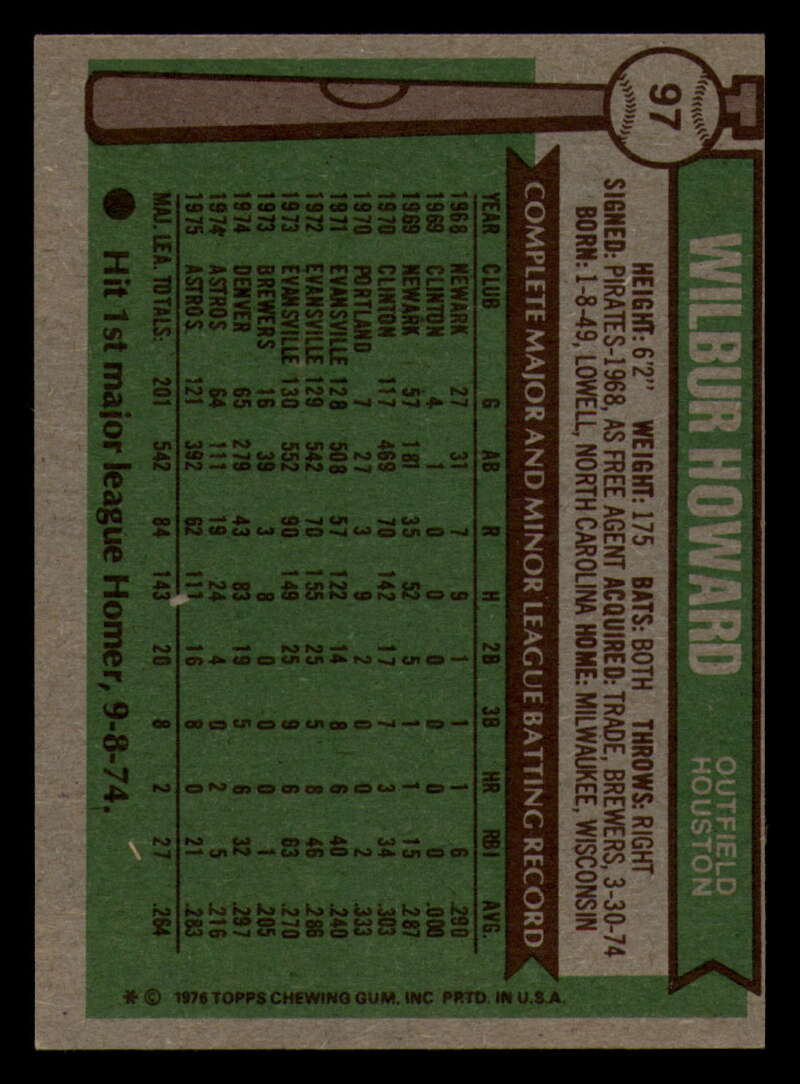 97
WILBUR HOWARD
OUTFIELD
HOUSTON
HEIGHT: 6'2" WEIGHT: 175 BATS: BOTH THROWS: RIGHT
SIGNED: PIRATES-1968, AS FREE AGENT ACQUIRED: TRADE, BREWERS, 3-30-74
BORN: 1-8-49, LOWELL, NORTH CAROLINA HOME: MILWAUKEE, WISCONSIN
COMPLETE MAJOR AND MINOR LEAGUE BATTING RECORD
YEAR CLUB G AB R H 2B 3B HR RBI AVG.
1968 NEWARK 27 31 7 9 1 1 1 6 .290
1969 CLINTON 4 1 0 0 0 0 0 0 .000
1969 NEWARK 57 181 35 52 5 1 1 15 .287
1970 CLINTON 117 469 70 142 17 7 3 34 .303
1970 PORTLAND 7 27 3 9 2 0 0 2 .333
1971 EVANSVILLE 128 508 57 122 14 8 6 40 .240
1972 EVANSVILLE 129 542 70 155 25 5 8 46 .286
1973 EVANSVILLE 130 552 90 149 25 9 6 63 .270
1973 BREWERS 16 39 3 8 0 0 0 1 .205
1974 DENVER 65 279 43 83 19 5 6 32 .297
1974 ASTROS 64 111 19 24 4 0 2 5 .216
1975 ASTROS 121 392 62 111 16 8 0 21 .283
MAJ. LEA. TOTALS: 201 542 84 143 20 8 2 27 .264
Hit 1st major league Homer, 9-8-74.
* © 1976 TOPPS CHEWING GUM, INC PRTD. IN U.S.A.